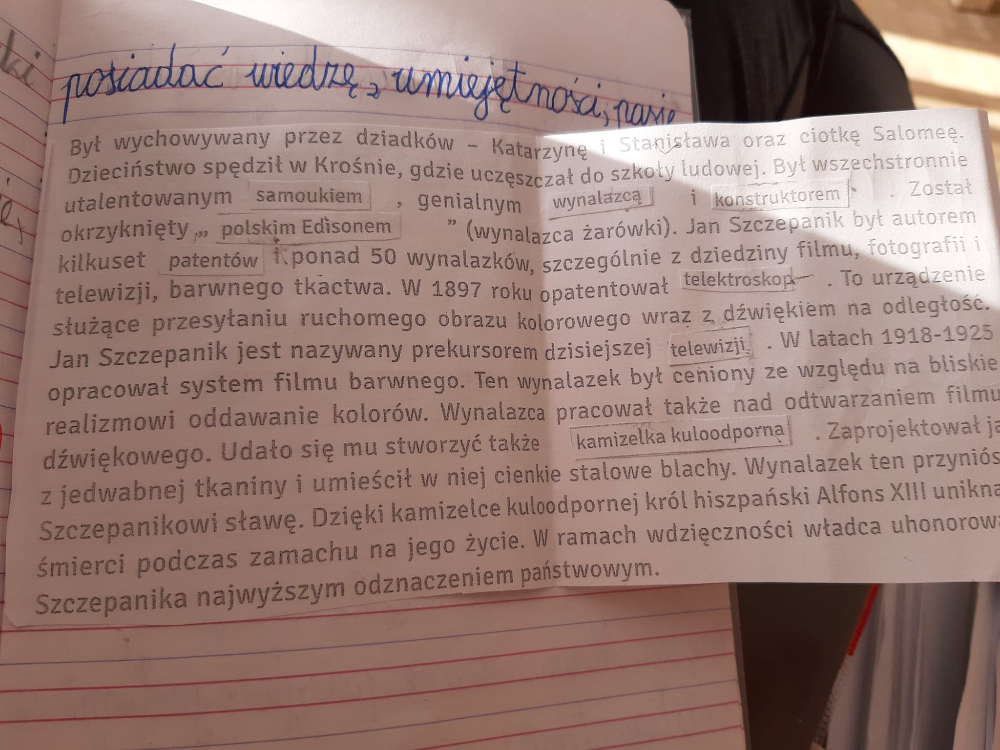 posiadać wiedzę, umiejętności, pasję
Był wychowywany przez dziadków – Katarzynę i Stanisława oraz ciotkę Salomeę.
Dzieciństwo spędził w Krośnie, gdzie uczęszczał do szkoły ludowej. Był wszechstronnie
utalentowanym samoukiem , genialnym wynalazcą i konstruktorem . Został
okrzyknięty „ polskim Edisonem ” (wynalazca żarówki). Jan Szczepanik był autorem
kilkuset patentów i ponad 50 wynalazków, szczególnie z dziedziny filmu, fotografii i
telewizji, barwnego tkactwa. W 1897 roku opatentował telektroskop . To urządzenie
służące przesyłaniu ruchomego obrazu kolorowego wraz z dźwiękiem na odległość.
Jan Szczepanik jest nazywany prekursorem dzisiejszej telewizji . W latach 1918-1925
opracował system filmu barwnego. Ten wynalazek był ceniony ze względu na bliskie
realizmowi oddawanie kolorów. Wynalazca pracował także nad odtwarzaniem filmu
dźwiękowego. Udało się mu stworzyć także kamizelka kuloodporną . Zaprojektował ją
z jedwabnej tkaniny i umieścił w niej cienkie stalowe blachy. Wynalazek ten przyniós
Szczepanikowi sławę. Dzięki kamizelce kuloodpornej król hiszpański Alfons XIII unikną
śmierci podczas zamachu na jego życie. W ramach wdzięczności władca uhonorowa
Szczepanika najwyższym odznaczeniem państwowym.